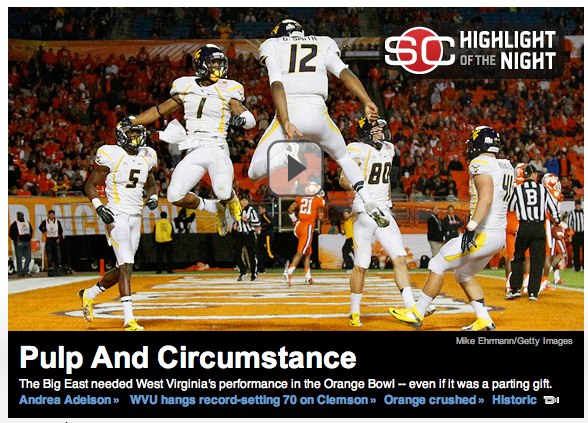 SC HIGHLIGHT
OF THE NIGHT
G. SMITH
12
1
5
80
21
B
Mike Ehrmann/Getty Images
Pulp And Circumstance
The Big East needed West Virginia's performance in the Orange Bowl -- even if it was a parting gift.
Andrea Adelson» WVU hangs record-setting 70 on Clemson» Orange crushed» Historic